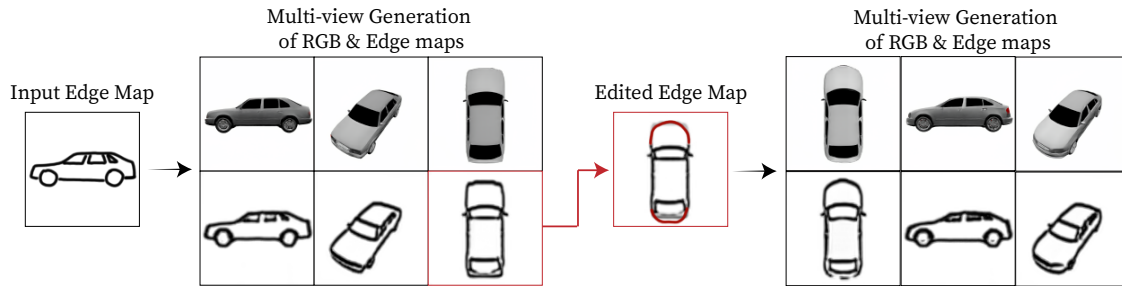 Multi-view Generation
of RGB & Edge maps
Input Edge Map
Edited Edge Map
Multi-view Generation
of RGB & Edge maps